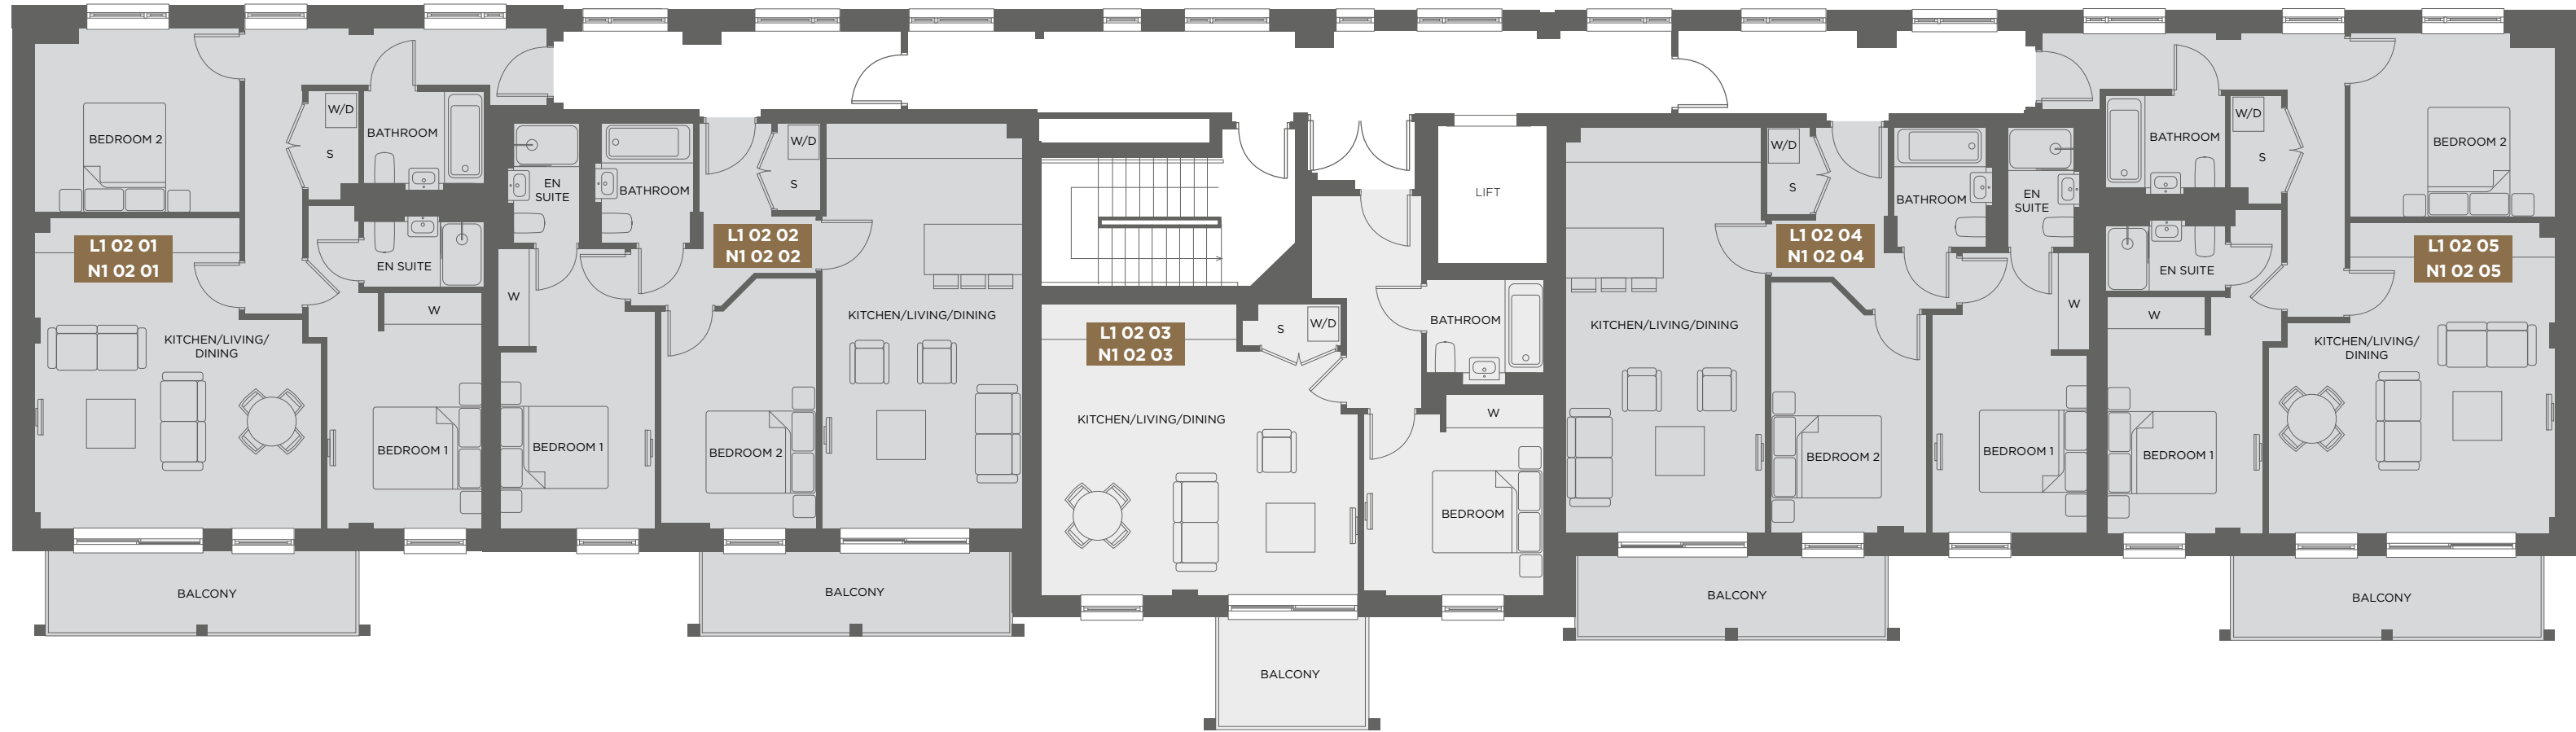 BEDROOM 2
W/D
S
BATHROOM
L1 02 01
N1 02 01
EN SUITE
W
KITCHEN/LIVING/
DINING
BEDROOM 1
BALCONY
EN
SUITE
BATHROOM
W/D
S
L1 02 02
N1 02 02
W
KITCHEN/LIVING/DINING
BEDROOM 1
BEDROOM 2
BALCONY
LIFT
L1 02 03
N1 02 03
S
W/D
BATHROOM
KITCHEN/LIVING/DINING
W
BEDROOM
BALCONY
W/D
S
BATHROOM
EN
SUITE
L1 02 04
N1 02 04
W
KITCHEN/LIVING/DINING
BEDROOM 2
BEDROOM 1
BALCONY
BATHROOM
W/D
S
BEDROOM 2
L1 02 05
N1 02 05
EN SUITE
W
KITCHEN/LIVING/
DINING
BEDROOM 1
BALCONY